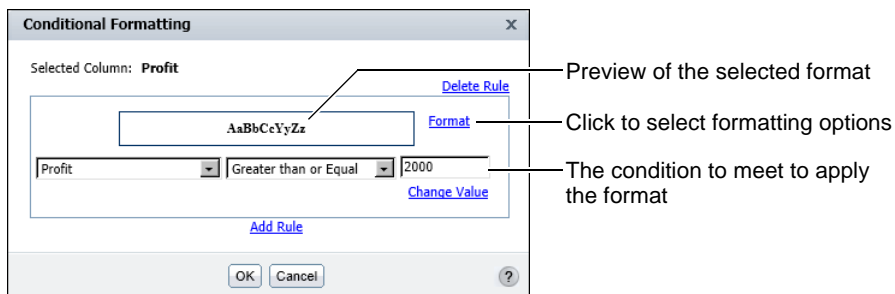 Conditional Formatting x
Selected Column: Profit
Delete Rule
AaBbCcYyZz
Format
Profit Greater than or Equal 2000
Change Value
Add Rule
OK Cancel ?
Preview of the selected format
Click to select formatting options
The condition to meet to apply
the format